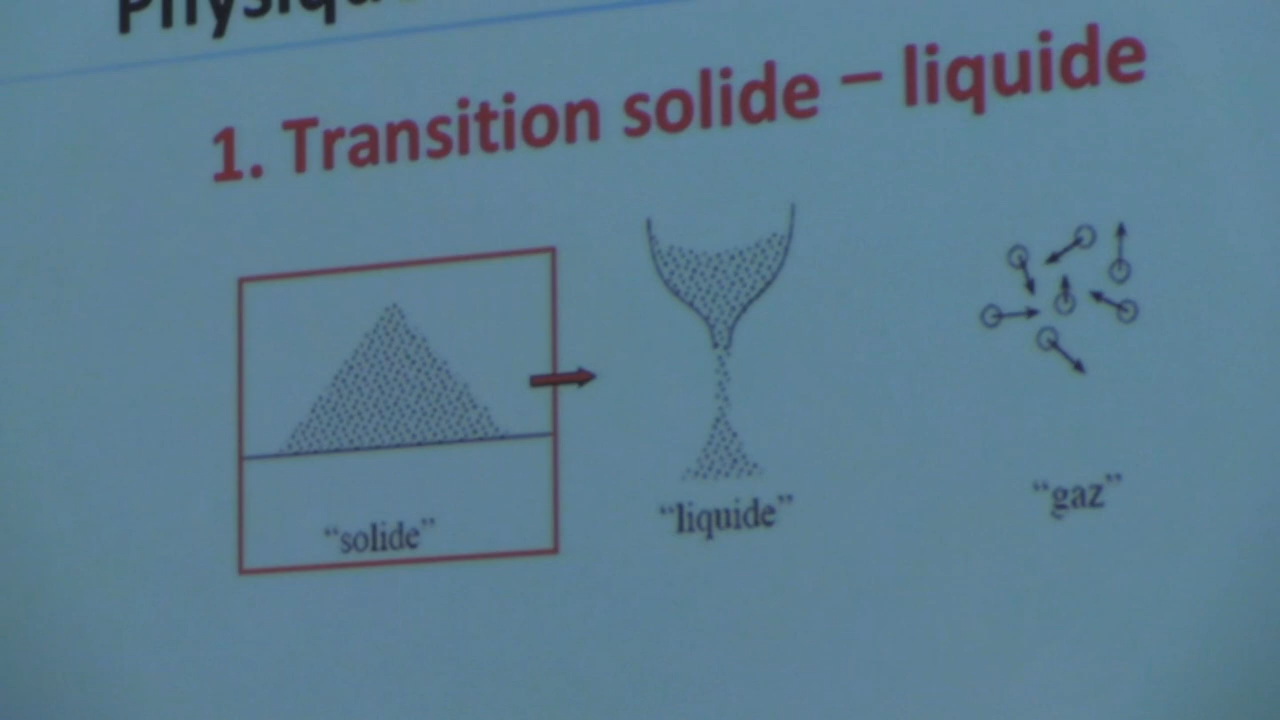 1. Transition solide – liquide
“solide”
“liquide”
“gaz”